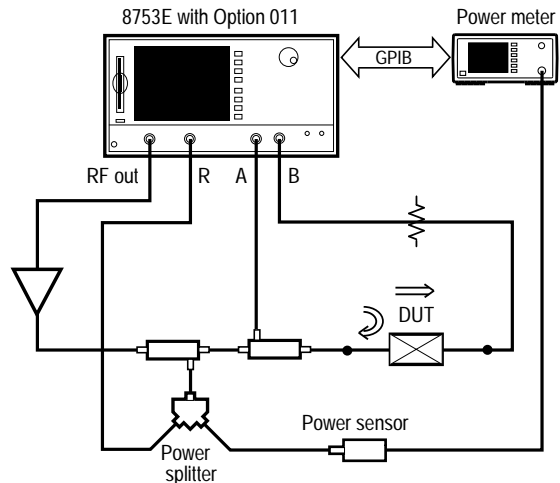 8753E with Option 011
Power meter
GPIB
RF out
R
A
B
DUT
Power sensor
Power
splitter